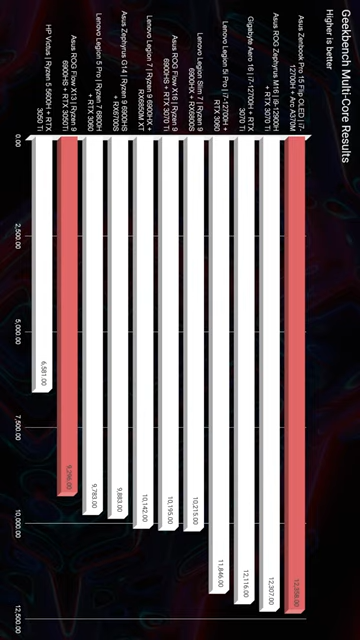 Geekbench Multi-Core Results
Higher is better
Asus Zenbook Pro 15 Flip OLED | i7-
12700H + Arc A370M
12,358.00
Asus ROG Zephyrus M16 | i9-12900H
+ RTX 3070 Ti
12,307.00
Gigabyte Aero 16 | i7-12700H + RTX
3070 Ti
12,116.00
Lenovo Legion 5i Pro | i7-12700H +
RTX 3060
11,846.00
Lenovo Legion Slim 7 | Ryzen 9
6900HX + RX6800S
10,215.00
Asus ROG Flow X16 | Ryzen 9
6900HS + RTX 3070 Ti
10,195.00
Lenovo Legion 7 | Ryzen 9 6900HX +
RX6850M XT
10,142.00
Asus Zephyrus G14 | Ryzen 9 6900HS
+ RX6700S
9,883.00
Lenovo Legion 5 Pro | Ryzen 7 6800H
+ RTX 3060
9,783.00
Asus ROG Flow X13 | Ryzen 9
6900HS + RTX 3050Ti
9,298.00
HP Victus | Ryzen 5 5600H + RTX
3050 Ti
6,581.00
0.00
2,500.00
5,000.00
7,500.00
10,000.00
12,500.00